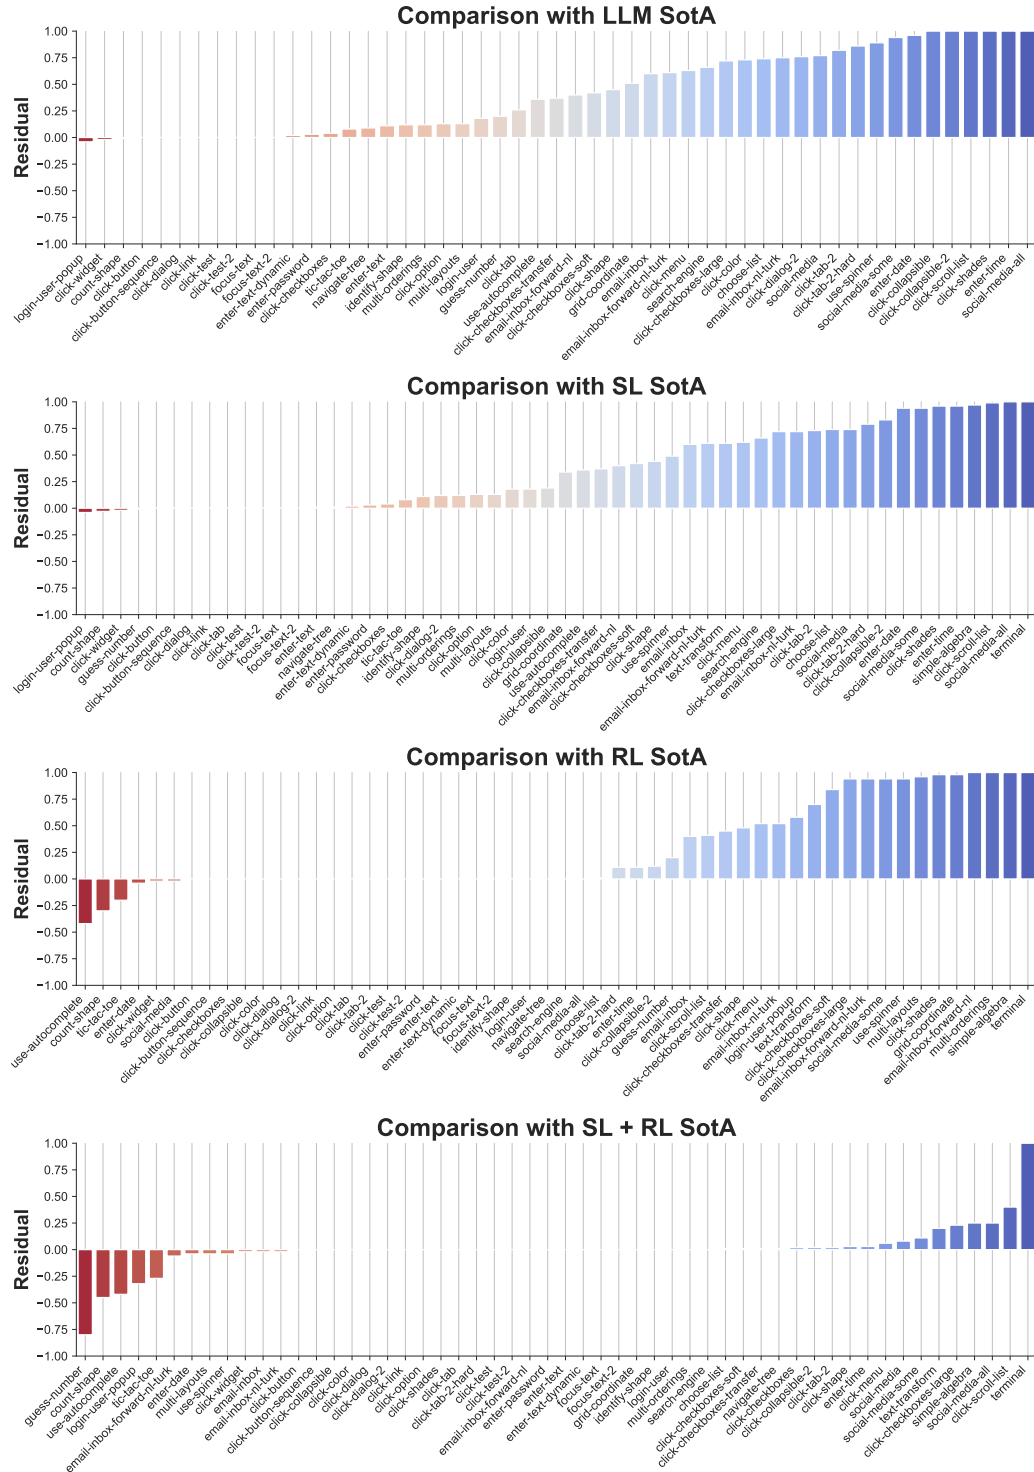 Comparison with LLM SotA
Residual
1.00
0.75
0.50
0.25
0.00
−0.25
−0.50
−0.75
−1.00
login-user-popup
click-widget
count-shape
click-button
click-button-sequence
click-dialog
click-link
click-test
click-test-2
focus-text
focus-text-2
enter-text-dynamic
enter-password
click-checkboxes
tic-tac-toe
navigate-tree
enter-text
identify-shape
multi-orderings
click-option
multi-layouts
login-user
guess-number
click-tab
use-autocomplete
click-checkboxes-transfer
email-inbox-forward-nl
click-checkboxes-soft
click-shape
grid-coordinate
email-inbox
email-inbox-forward-nl-turk
click-menu
search-engine
click-checkboxes-large
click-color
choose-list
email-inbox-nl-turk
click-dialog-2
social-media
click-tab-2
click-tab-2-hard
use-spinner
social-media-some
enter-date
click-collapsible
click-collapsible-2
click-scroll-list
click-shades
enter-time
social-media-all
Comparison with SL SotA
Residual
1.00
0.75
0.50
0.25
0.00
−0.25
−0.50
−0.75
−1.00
login-user-popup
count-shape
click-widget
guess-number
click-button
click-button-sequence
click-dialog
click-link
click-tab
click-test
click-test-2
focus-text
focus-text-2
enter-text
navigate-tree
enter-text-dynamic
enter-password
click-checkboxes
tic-tac-toe
identify-shape
click-dialog-2
multi-orderings
click-option
multi-layouts
click-color
login-user
click-collapsible
grid-coordinate
use-autocomplete
click-checkboxes-transfer
email-inbox-forward-nl
click-checkboxes-soft
click-shape
use-spinner
email-inbox
email-inbox-forward-nl-turk
text-transform
click-menu
search-engine
click-checkboxes-large
email-inbox-nl-turk
click-tab-2
choose-list
social-media
click-tab-2-hard
click-collapsible-2
enter-date
social-media-some
click-shades
enter-time
simple-algebra
click-scroll-list
social-media-all
terminal
Comparison with RL SotA
Residual
1.00
0.75
0.50
0.25
0.00
−0.25
−0.50
−0.75
−1.00
use-autocomplete
count-shape
tic-tac-toe
enter-date
click-widget
social-media
click-button
click-button-sequence
click-checkboxes
click-collapsible
click-color
click-dialog
click-dialog-2
click-link
click-option
click-tab
click-tab-2
click-test
click-test-2
enter-password
enter-text
enter-text-dynamic
focus-text
focus-text-2
identify-shape
login-user
navigate-tree
search-engine
social-media-all
choose-list
click-tab-2-hard
enter-time
click-collapsible-2
guess-number
email-inbox
click-scroll-list
click-checkboxes-transfer
click-shape
click-menu
email-inbox-nl-turk
login-user-popup
text-transform
click-checkboxes-soft
click-checkboxes-large
email-inbox-forward-nl-turk
social-media-some
use-spinner
multi-layouts
click-shades
grid-coordinate
email-inbox-forward-nl
multi-orderings
simple-algebra
terminal
Comparison with SL + RL SotA
Residual
1.00
0.75
0.50
0.25
0.00
−0.25
−0.50
−0.75
−1.00
guess-number
count-shape
use-autocomplete
login-user-popup
tic-tac-toe
email-inbox-forward-nl-turk
enter-date
multi-layouts
use-spinner
click-widget
email-inbox
email-inbox-nl-turk
click-button
click-button-sequence
click-collapsible
click-color
click-dialog
click-dialog-2
click-link
click-option
click-shades
click-tab
click-tab-2-hard
click-test
click-test-2
email-inbox-forward-nl
enter-password
enter-text
enter-text-dynamic
focus-text
focus-text-2
grid-coordinate
identify-shape
login-user
multi-orderings
search-engine
choose-list
click-checkboxes-soft
click-checkboxes-transfer
navigate-tree
click-checkboxes
click-collapsible-2
click-tab-2
click-shape
enter-time
click-menu
social-media
social-media-some
text-transform
click-checkboxes-large
simple-algebra
social-media-all
click-scroll-list
terminal